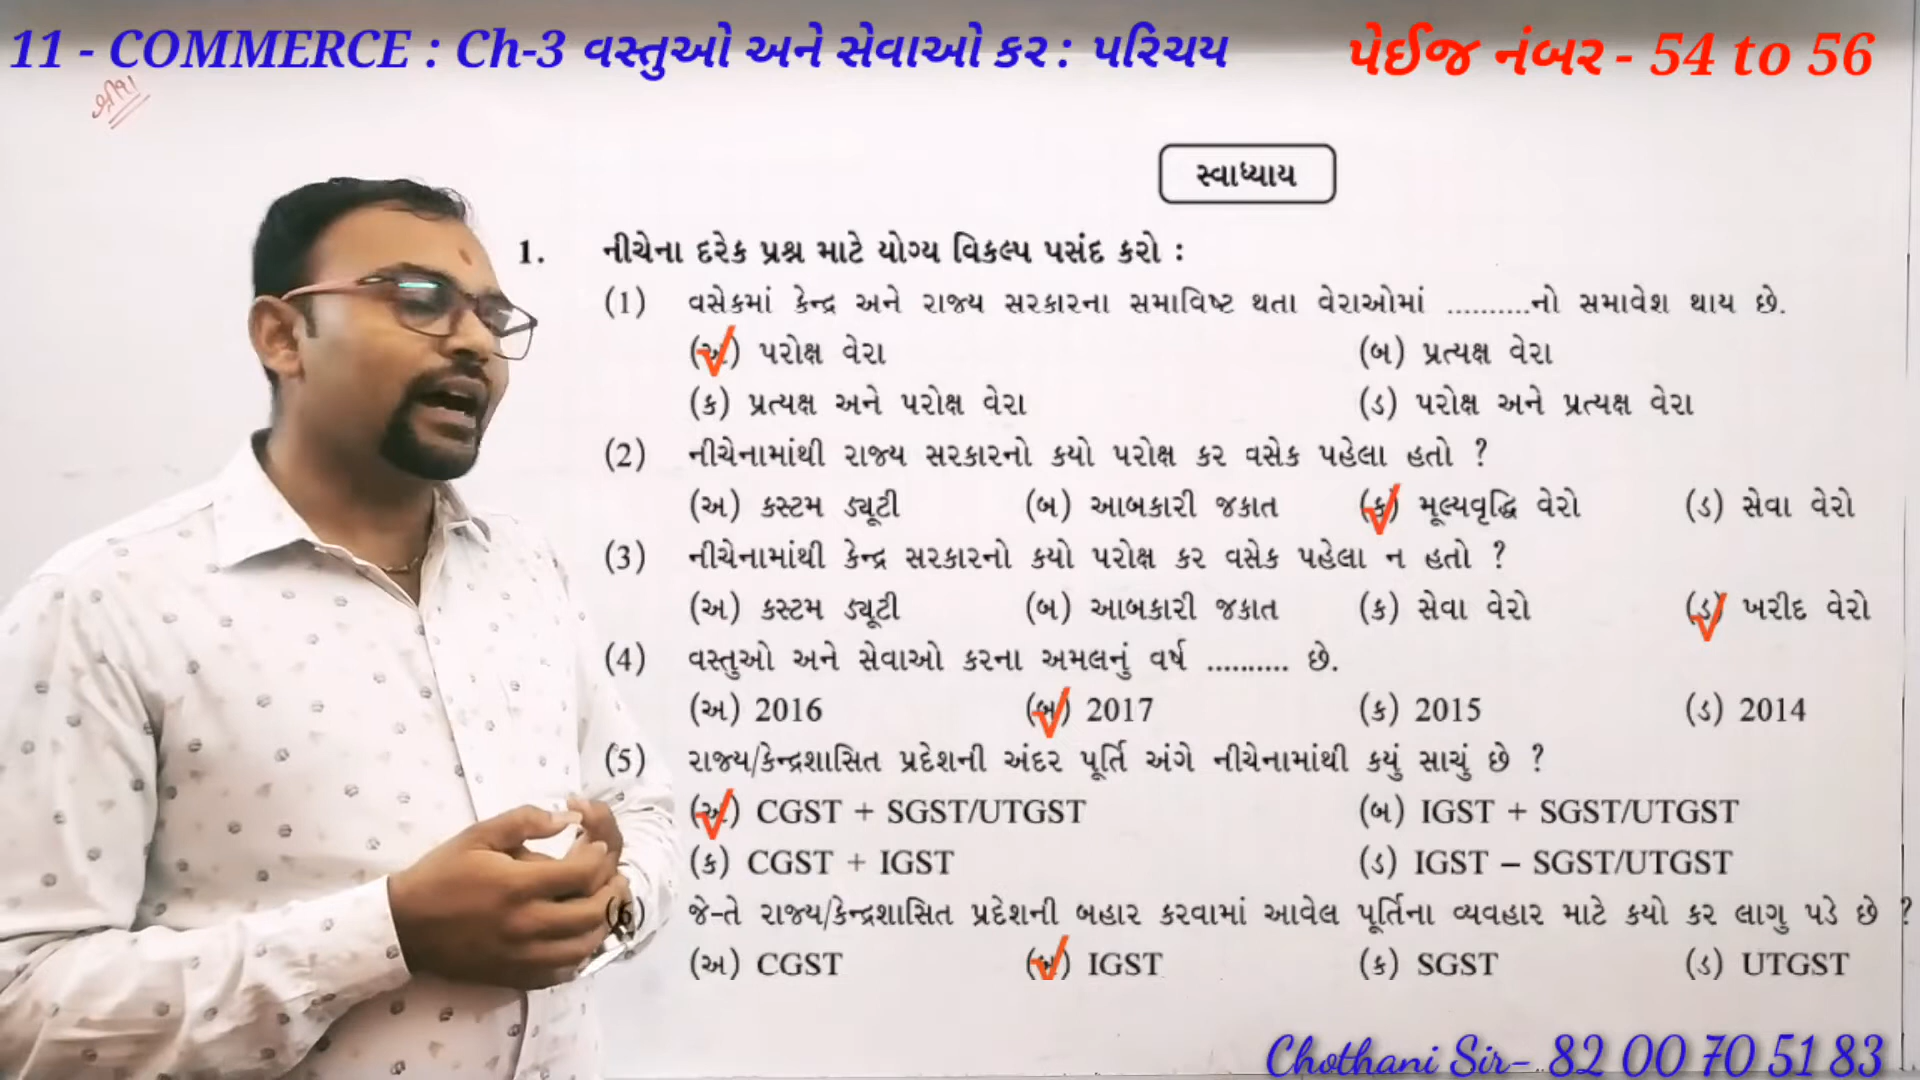 11 - COMMERCE : Ch-3 વસ્તુઓ અને સેવાઓ કર : પરિચય પેઈજ નંબર - 54 to 56
સ્વાધ્યાય
1. નીચેના દરેક પ્રશ્ન માટે યોગ્ય વિકલ્પ પસંદ કરો :
(1) વસેકમાં કેન્દ્ર અને રાજ્ય સરકારના સમાવિષ્ટ થતા વેરાઓમાં ..........નો સમાવેશ થાય છે.
(અ) પરોક્ષ વેરા (બ) પ્રત્યક્ષ વેરા
(ક) પ્રત્યક્ષ અને પરોક્ષ વેરા (ડ) પરોક્ષ અને પ્રત્યક્ષ વેરા
(2) નીચેનામાંથી રાજ્ય સરકારનો કયો પરોક્ષ કર વસેક પહેલા હતો ?
(અ) કસ્ટમ ડ્યૂટી (બ) આબકારી જકાત (ક) મૂલ્યવૃદ્ધિ વેરો (ડ) સેવા વેરો
(3) નીચેનામાંથી કેન્દ્ર સરકારનો કયો પરોક્ષ કર વસેક પહેલા ન હતો ?
(અ) કસ્ટમ ડ્યૂટી (બ) આબકારી જકાત (ક) સેવા વેરો (ડ) ખરીદ વેરો
(4) વસ્તુઓ અને સેવાઓ કરના અમલનું વર્ષ .......... છે.
(અ) 2016 (બ) 2017 (ક) 2015 (ડ) 2014
(5) રાજ્ય/કેન્દ્રશાસિત પ્રદેશની અંદર પૂર્તિ અંગે નીચેનામાંથી કયું સાચું છે ?
(અ) CGST + SGST/UTGST (બ) IGST + SGST/UTGST
(ક) CGST + IGST (ડ) IGST – SGST/UTGST
(6) જે-તે રાજ્ય/કેન્દ્રશાસિત પ્રદેશની બહાર કરવામાં આવેલ પૂર્તિના વ્યવહાર માટે કયો કર લાગુ પડે છે ?
(અ) CGST (બ) IGST (ક) SGST (ડ) UTGST
Chothani Sir- 82 00 70 51 83